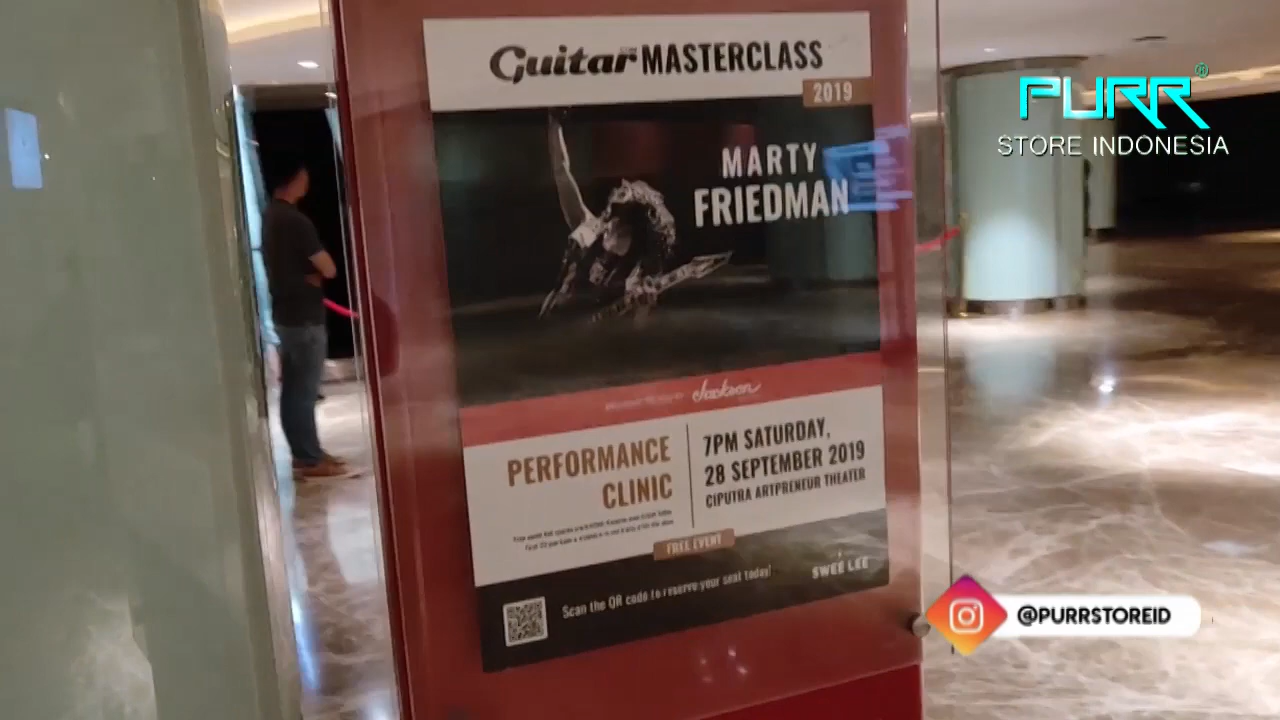 Guitar MASTERCLASS
2019
MARTY
FRIEDMAN
Jackson
PERFORMANCE
CLINIC
7PM SATURDAY,
28 SEPTEMBER 2019
CIPUTRA ARTPRENEUR THEATER
FREE EVENT
Scan the QR code to reserve your seat today!
SWEE LEE
PURR®
STORE INDONESIA
@PURRSTOREID